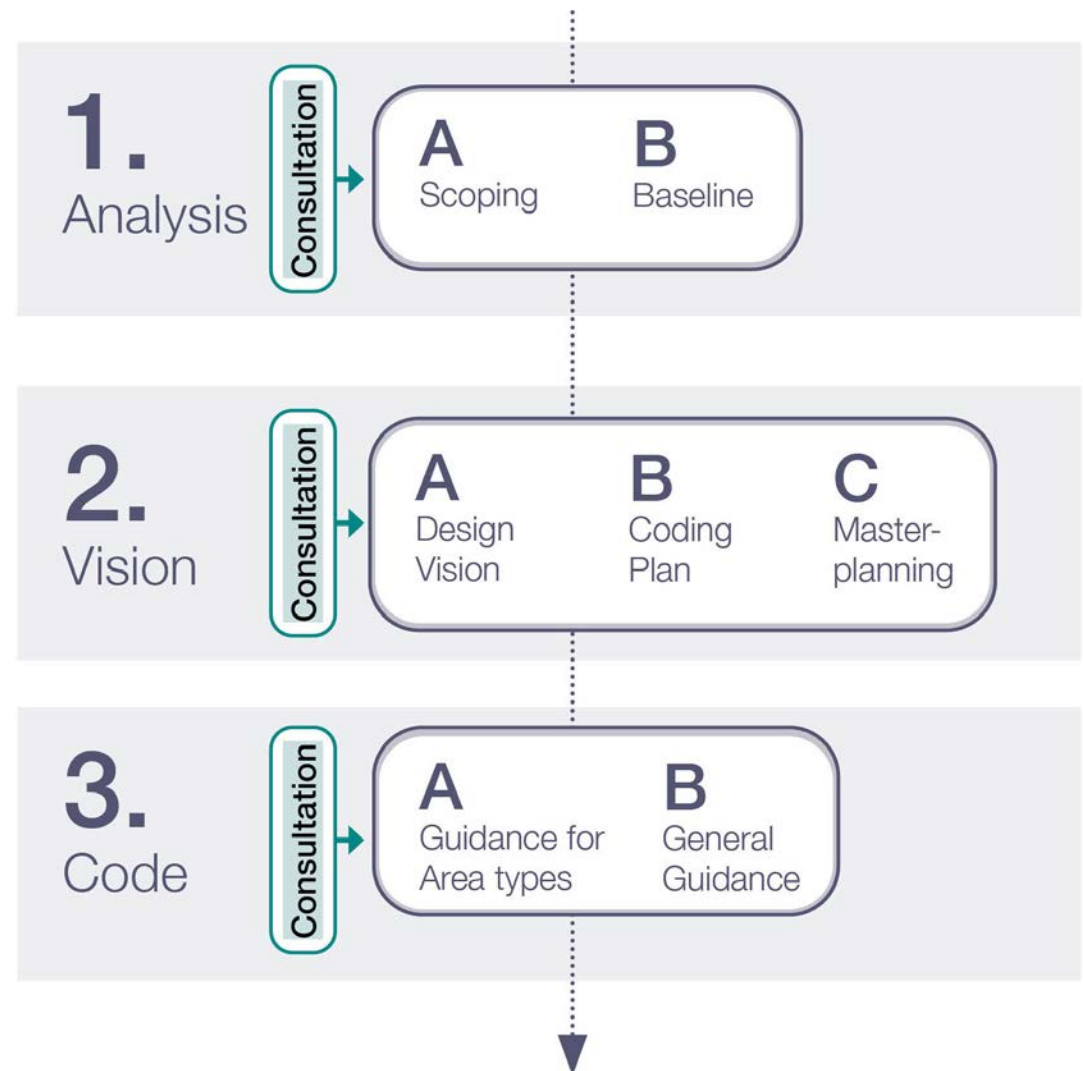 1.
Analysis
Consultation
A
Scoping
B
Baseline
2.
Vision
Consultation
A
Design
Vision
B
Coding
Plan
C
Master-
planning
3.
Code
Consultation
A
Guidance for
Area types
B
General
Guidance